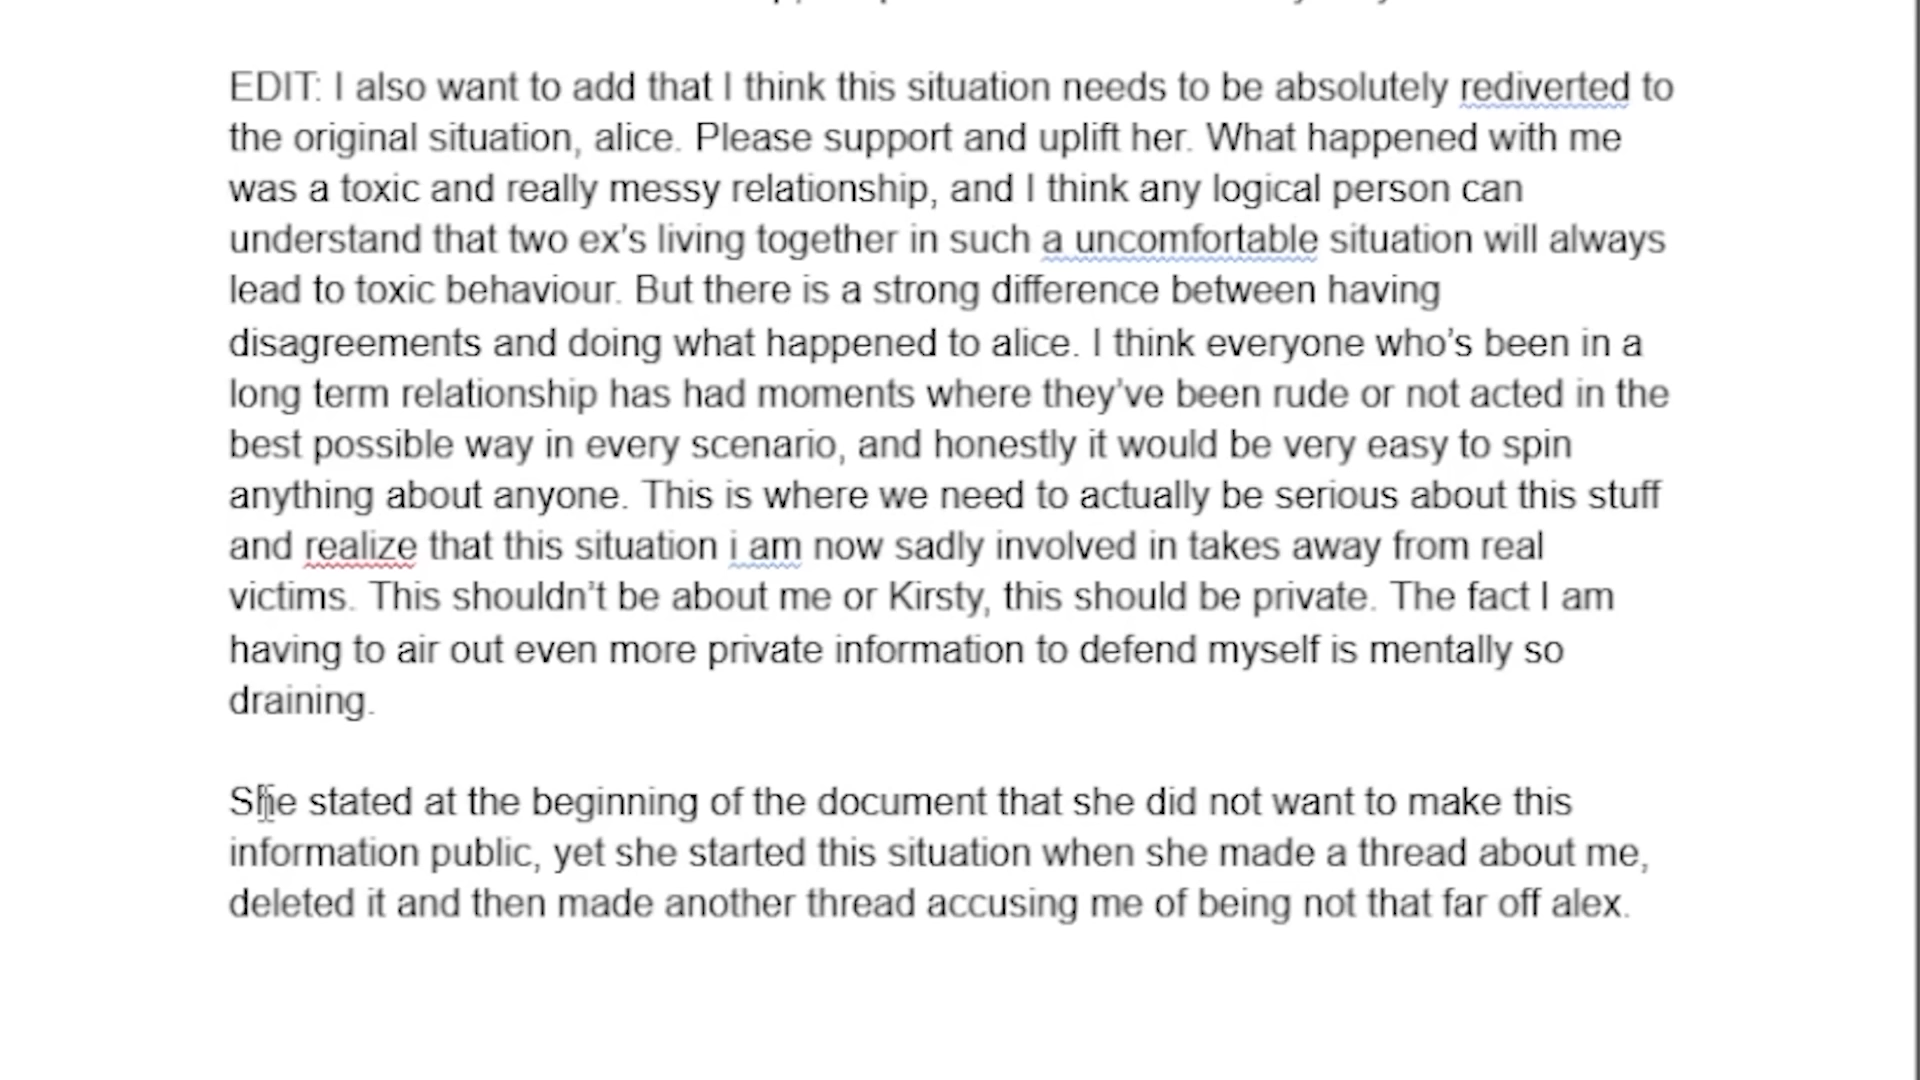 EDIT: I also want to add that I think this situation needs to be absolutely rediverted to
the original situation, alice. Please support and uplift her. What happened with me
was a toxic and really messy relationship, and I think any logical person can
understand that two ex’s living together in such a uncomfortable situation will always
lead to toxic behaviour. But there is a strong difference between having
disagreements and doing what happened to alice. I think everyone who’s been in a
long term relationship has had moments where they’ve been rude or not acted in the
best possible way in every scenario, and honestly it would be very easy to spin
anything about anyone. This is where we need to actually be serious about this stuff
and realize that this situation i am now sadly involved in takes away from real
victims. This shouldn’t be about me or Kirsty, this should be private. The fact I am
having to air out even more private information to defend myself is mentally so
draining.
She stated at the beginning of the document that she did not want to make this
information public, yet she started this situation when she made a thread about me,
deleted it and then made another thread accusing me of being not that far off alex.